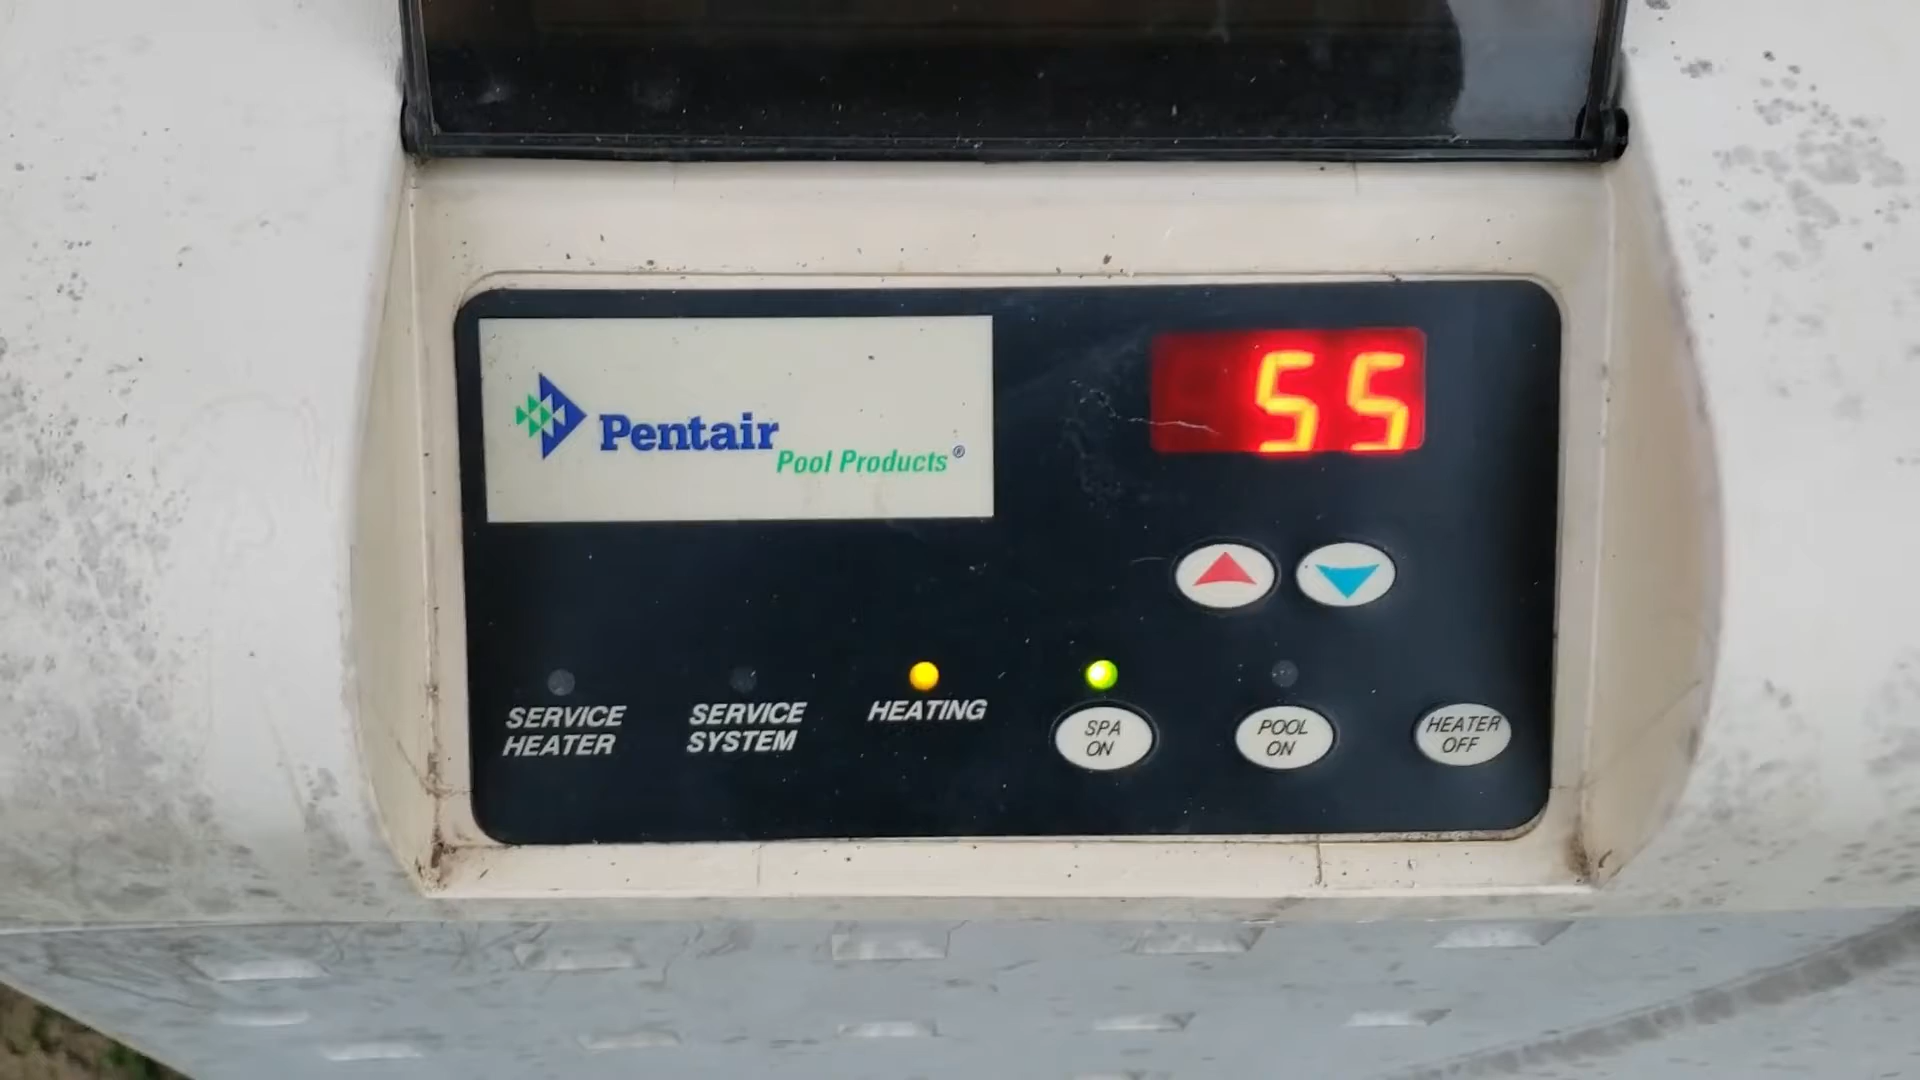 Pentair
Pool Products®
55
SERVICE
HEATER
SERVICE
SYSTEM
HEATING
SPA
ON
POOL
ON
HEATER
OFF